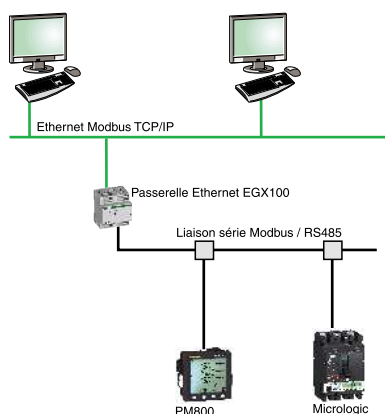 Ethernet Modbus TCP/IP
Passerelle Ethernet EGX100
Liaison série Modbus / RS485
PM800
Micrologic